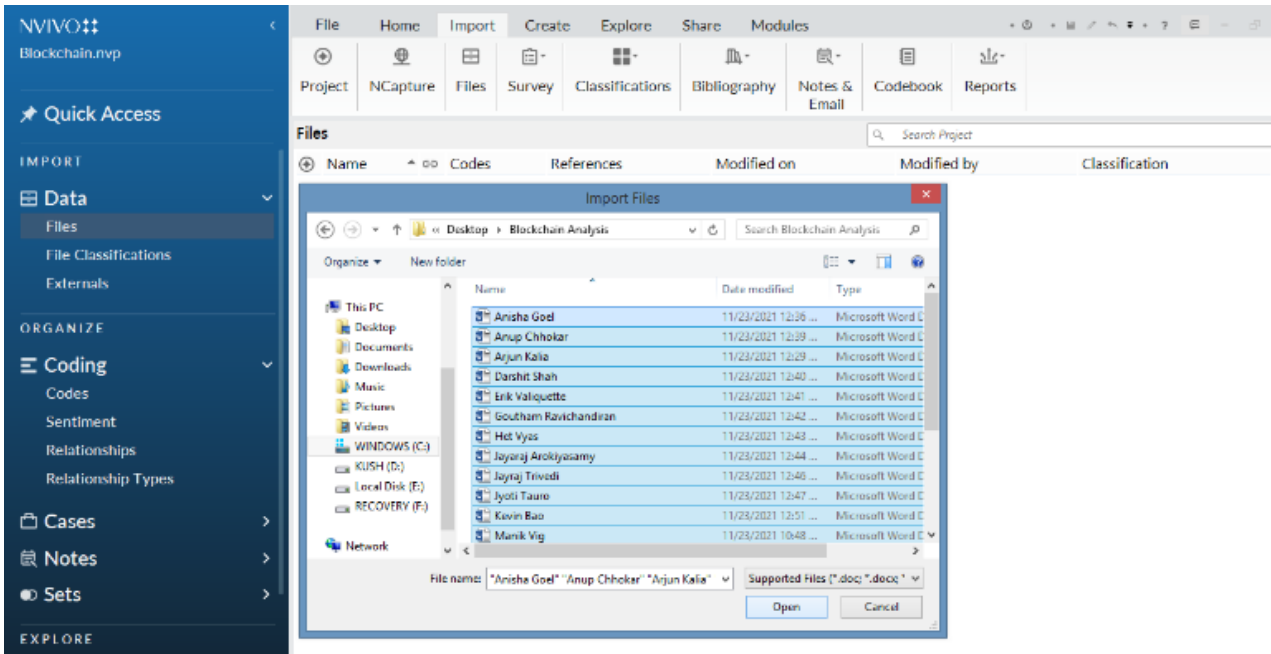 NVIVO
Blockchain.nvp
Quick Access
IMPORT
Data
Files
File Classifications
Externals
ORGANIZE
Coding
Codes
Sentiment
Relationships
Relationship Types
Cases
Notes
Sets
EXPLORE
File Home Import Create Explore Share Modules
?
Project NCapture Files Survey Classifications Bibliography Notes & Codebook Reports
Email
Files
Search Project
Name Codes References Modified on Modified by Classification
Import Files
« Desktop Blockchain Analysis
Search Blockchain Analysis
Organize New folder
Name Date modified Type
This PC
Desktop
Documents
Downloads
Music
Pictures
Videos
WINDOWS (C:)
KUSH (D:)
Local Disk (E:)
RECOVERY (F:)
Network
Anisha Goel 11/23/2021 12:36 ... Microsoft Word D
Anup Chhokar 11/23/2021 12:39 ... Microsoft Word D
Arjun Kalia 11/23/2021 12:29 ... Microsoft Word D
Darshit Shah 11/23/2021 12:40 ... Microsoft Word D
Erik Valiquette 11/23/2021 12:41 ... Microsoft Word D
Goutham Ravichandiran 11/23/2021 12:42 ... Microsoft Word D
Het Vyas 11/23/2021 12:43 ... Microsoft Word D
Jayaraj Arokiyasamy 11/23/2021 12:44 ... Microsoft Word D
Jayraj Trivedi 11/23/2021 12:46 ... Microsoft Word D
Jyoti Tauro 11/23/2021 12:47 ... Microsoft Word D
Kevin Bao 11/23/2021 12:51 ... Microsoft Word D
Manik Vig 11/23/2021 10:48 ... Microsoft Word D
File name: "Anisha Goel" "Anup Chhokar" "Arjun Kalia"
Supported Files (*.doc; *.docx; *
Open Cancel